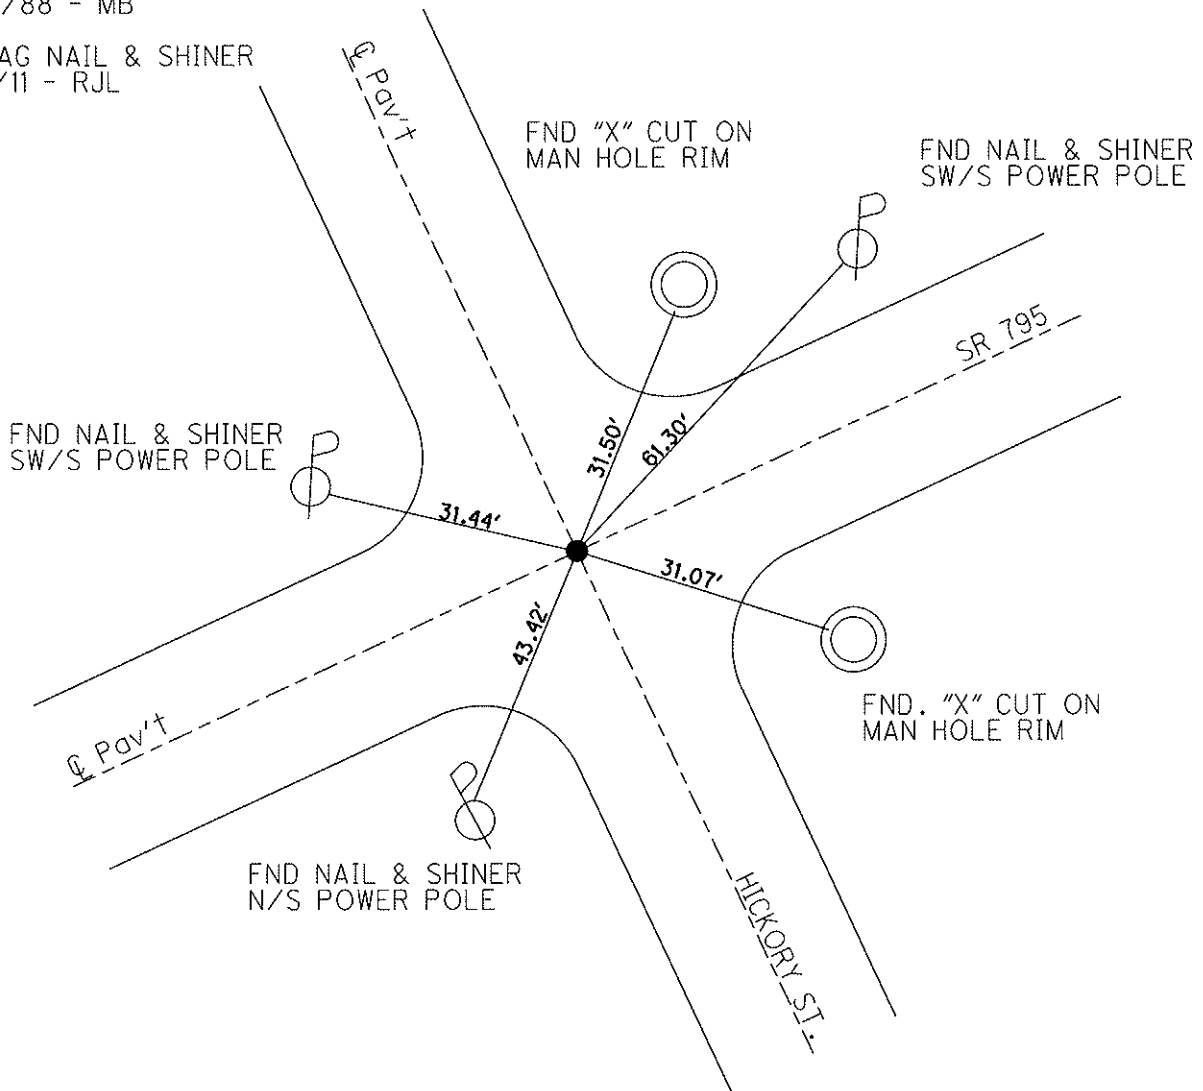 /88 - MB
AG NAIL & SHINER
/11 - RJL
℄ Pav't
FND "X" CUT ON
MAN HOLE RIM
FND NAIL & SHINER
SW/S POWER POLE
SR 795
31.50'
61.30'
FND NAIL & SHINER
SW/S POWER POLE
31.44'
31.07'
43.42'
FND. "X" CUT ON
MAN HOLE RIM
℄ Pav't
FND NAIL & SHINER
N/S POWER POLE
HICKORY ST.